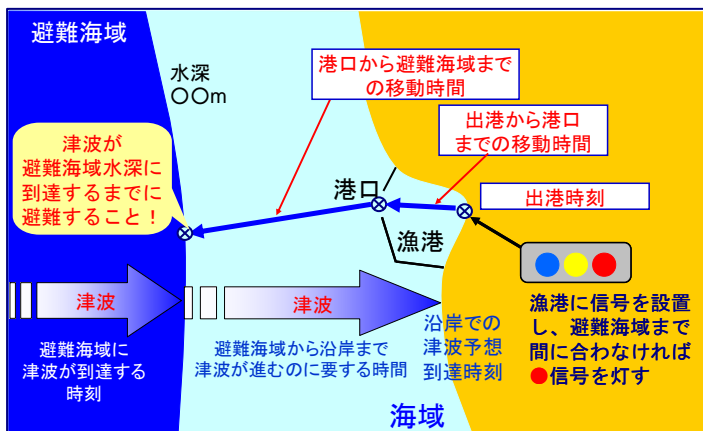 避難海域
水深
〇〇m
港口から避難海域まで
の移動時間
出港から港口
までの移動時間
津波が
避難海域水深に
到達するまでに
避難すること！
港口
出港時刻
漁港
津波
津波
漁港に信号を設置
し、避難海域まで
間に合わなければ
●信号を灯す
沿岸での
津波予想
到達時刻
避難海域に
津波が到達する
時刻
避難海域から沿岸まで
津波が進むのに要する時間
海域